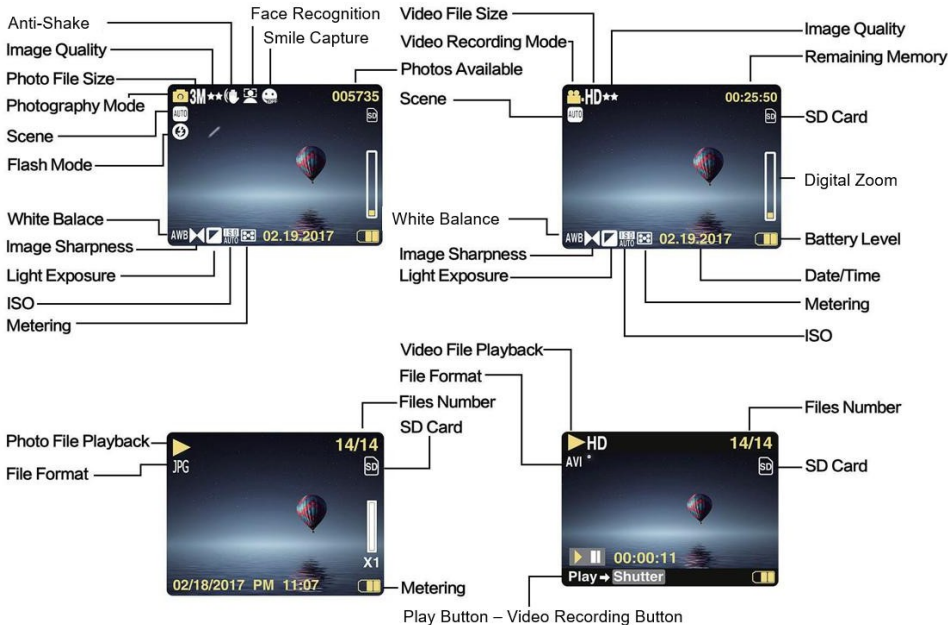 Anti-Shake
Face Recognition
Smile Capture
Image Quality
Photo File Size
Photos Available
Photography Mode
Scene
Flash Mode
3M
005735
AUTO
SD
White Balace
AWB
ISO
AUTO
02.19.2017
Image Sharpness
Light Exposure
ISO
Metering
Video File Size
Video Recording Mode
Scene
Image Quality
Remaining Memory
HD
00:25:50
AUTO
SD
SD Card
Digital Zoom
White Balance
AWB
ISO
AUTO
02.19.2017
Battery Level
Image Sharpness
Light Exposure
Date/Time
Metering
ISO
Files Number
SD Card
Photo File Playback
14/14
File Format
JPG
SD
X1
02/18/2017 PM 11:07
Metering
Video File Playback
File Format
Files Number
HD
14/14
AVI
SD
SD Card
00:00:11
Play → Shutter
Play Button – Video Recording Button